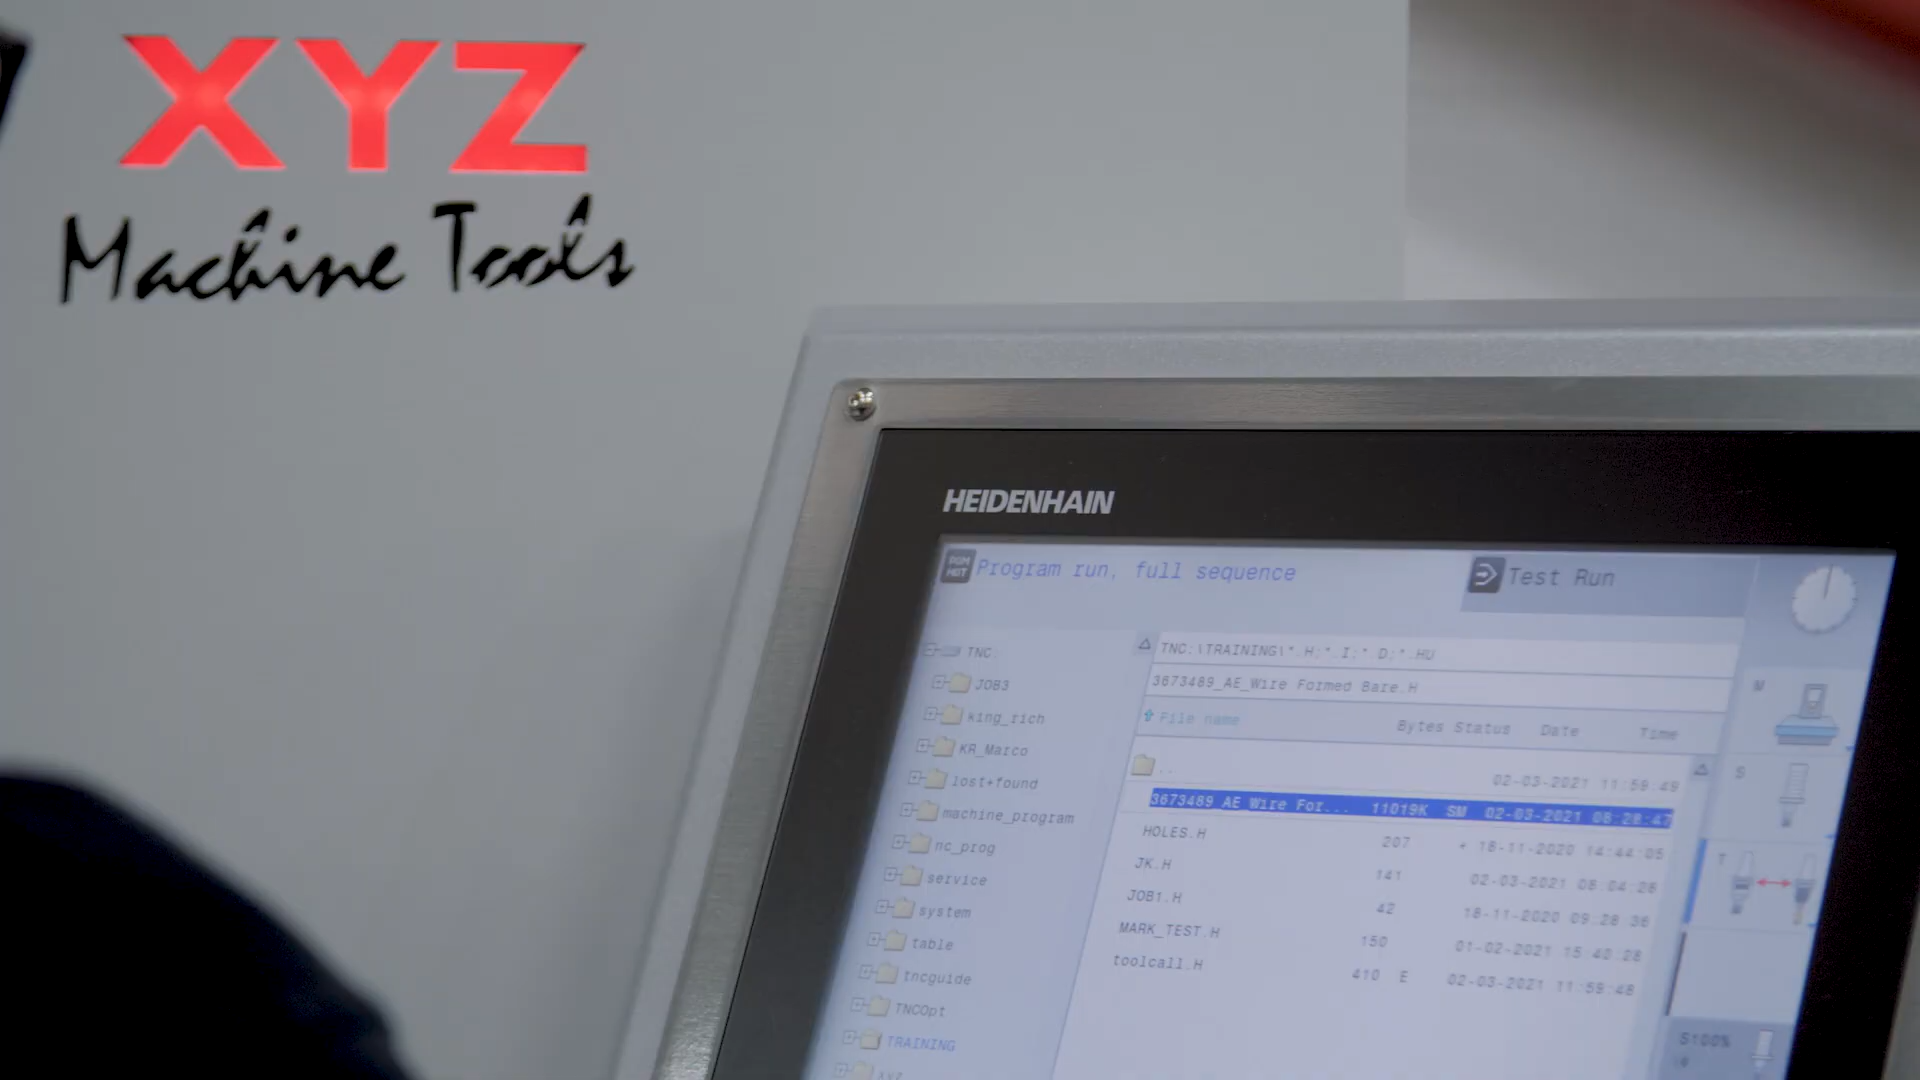 XYZ
Machine Tools
HEIDENHAIN
Program run, full sequence
Test Run
TNC:
JOB3
king_rich
KR_Marco
lost+found
machine_program
nc_prog
service
system
table
tncguide
TNCOpt
TRAINING
XYZ
TNC:\TRAINING\*.H;*.I;*.D;*.HU
3673489_AE_Wire Formed Bare.H
File name Bytes Status Date Time
.. 02-03-2021 11:59:49
3673489_AE_Wire For... 11019K SM 02-03-2021 08:28:47
HOLES.H 207 + 18-11-2020 14:44:05
JK.H 141 02-03-2021 08:04:28
JOB1.H 42 18-11-2020 09:28:36
MARK_TEST.H 150 01-02-2021 15:40:28
toolcall.H 410 E 02-03-2021 11:59:48
M
S
T
S100%